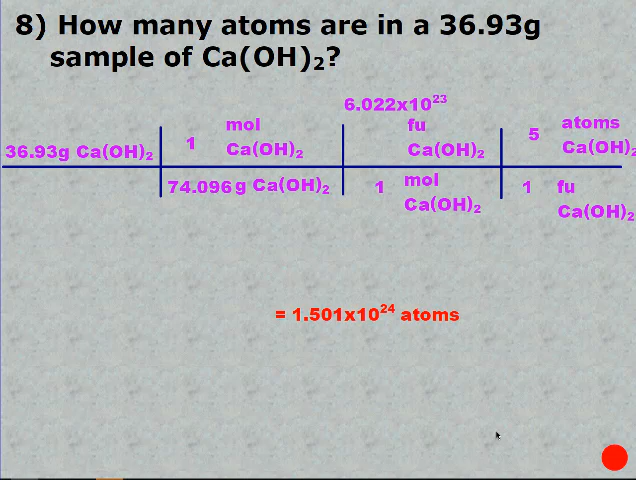 8) How many atoms are in a 36.93g
sample of Ca(OH)₂?
6.022x10²³
mol fu atoms
36.93g Ca(OH)₂ 1 Ca(OH)₂ Ca(OH)₂ 5 Ca(OH)₂
74.096 g Ca(OH)₂ 1 mol 1 fu
Ca(OH)₂ Ca(OH)₂
= 1.501x10²⁴ atoms